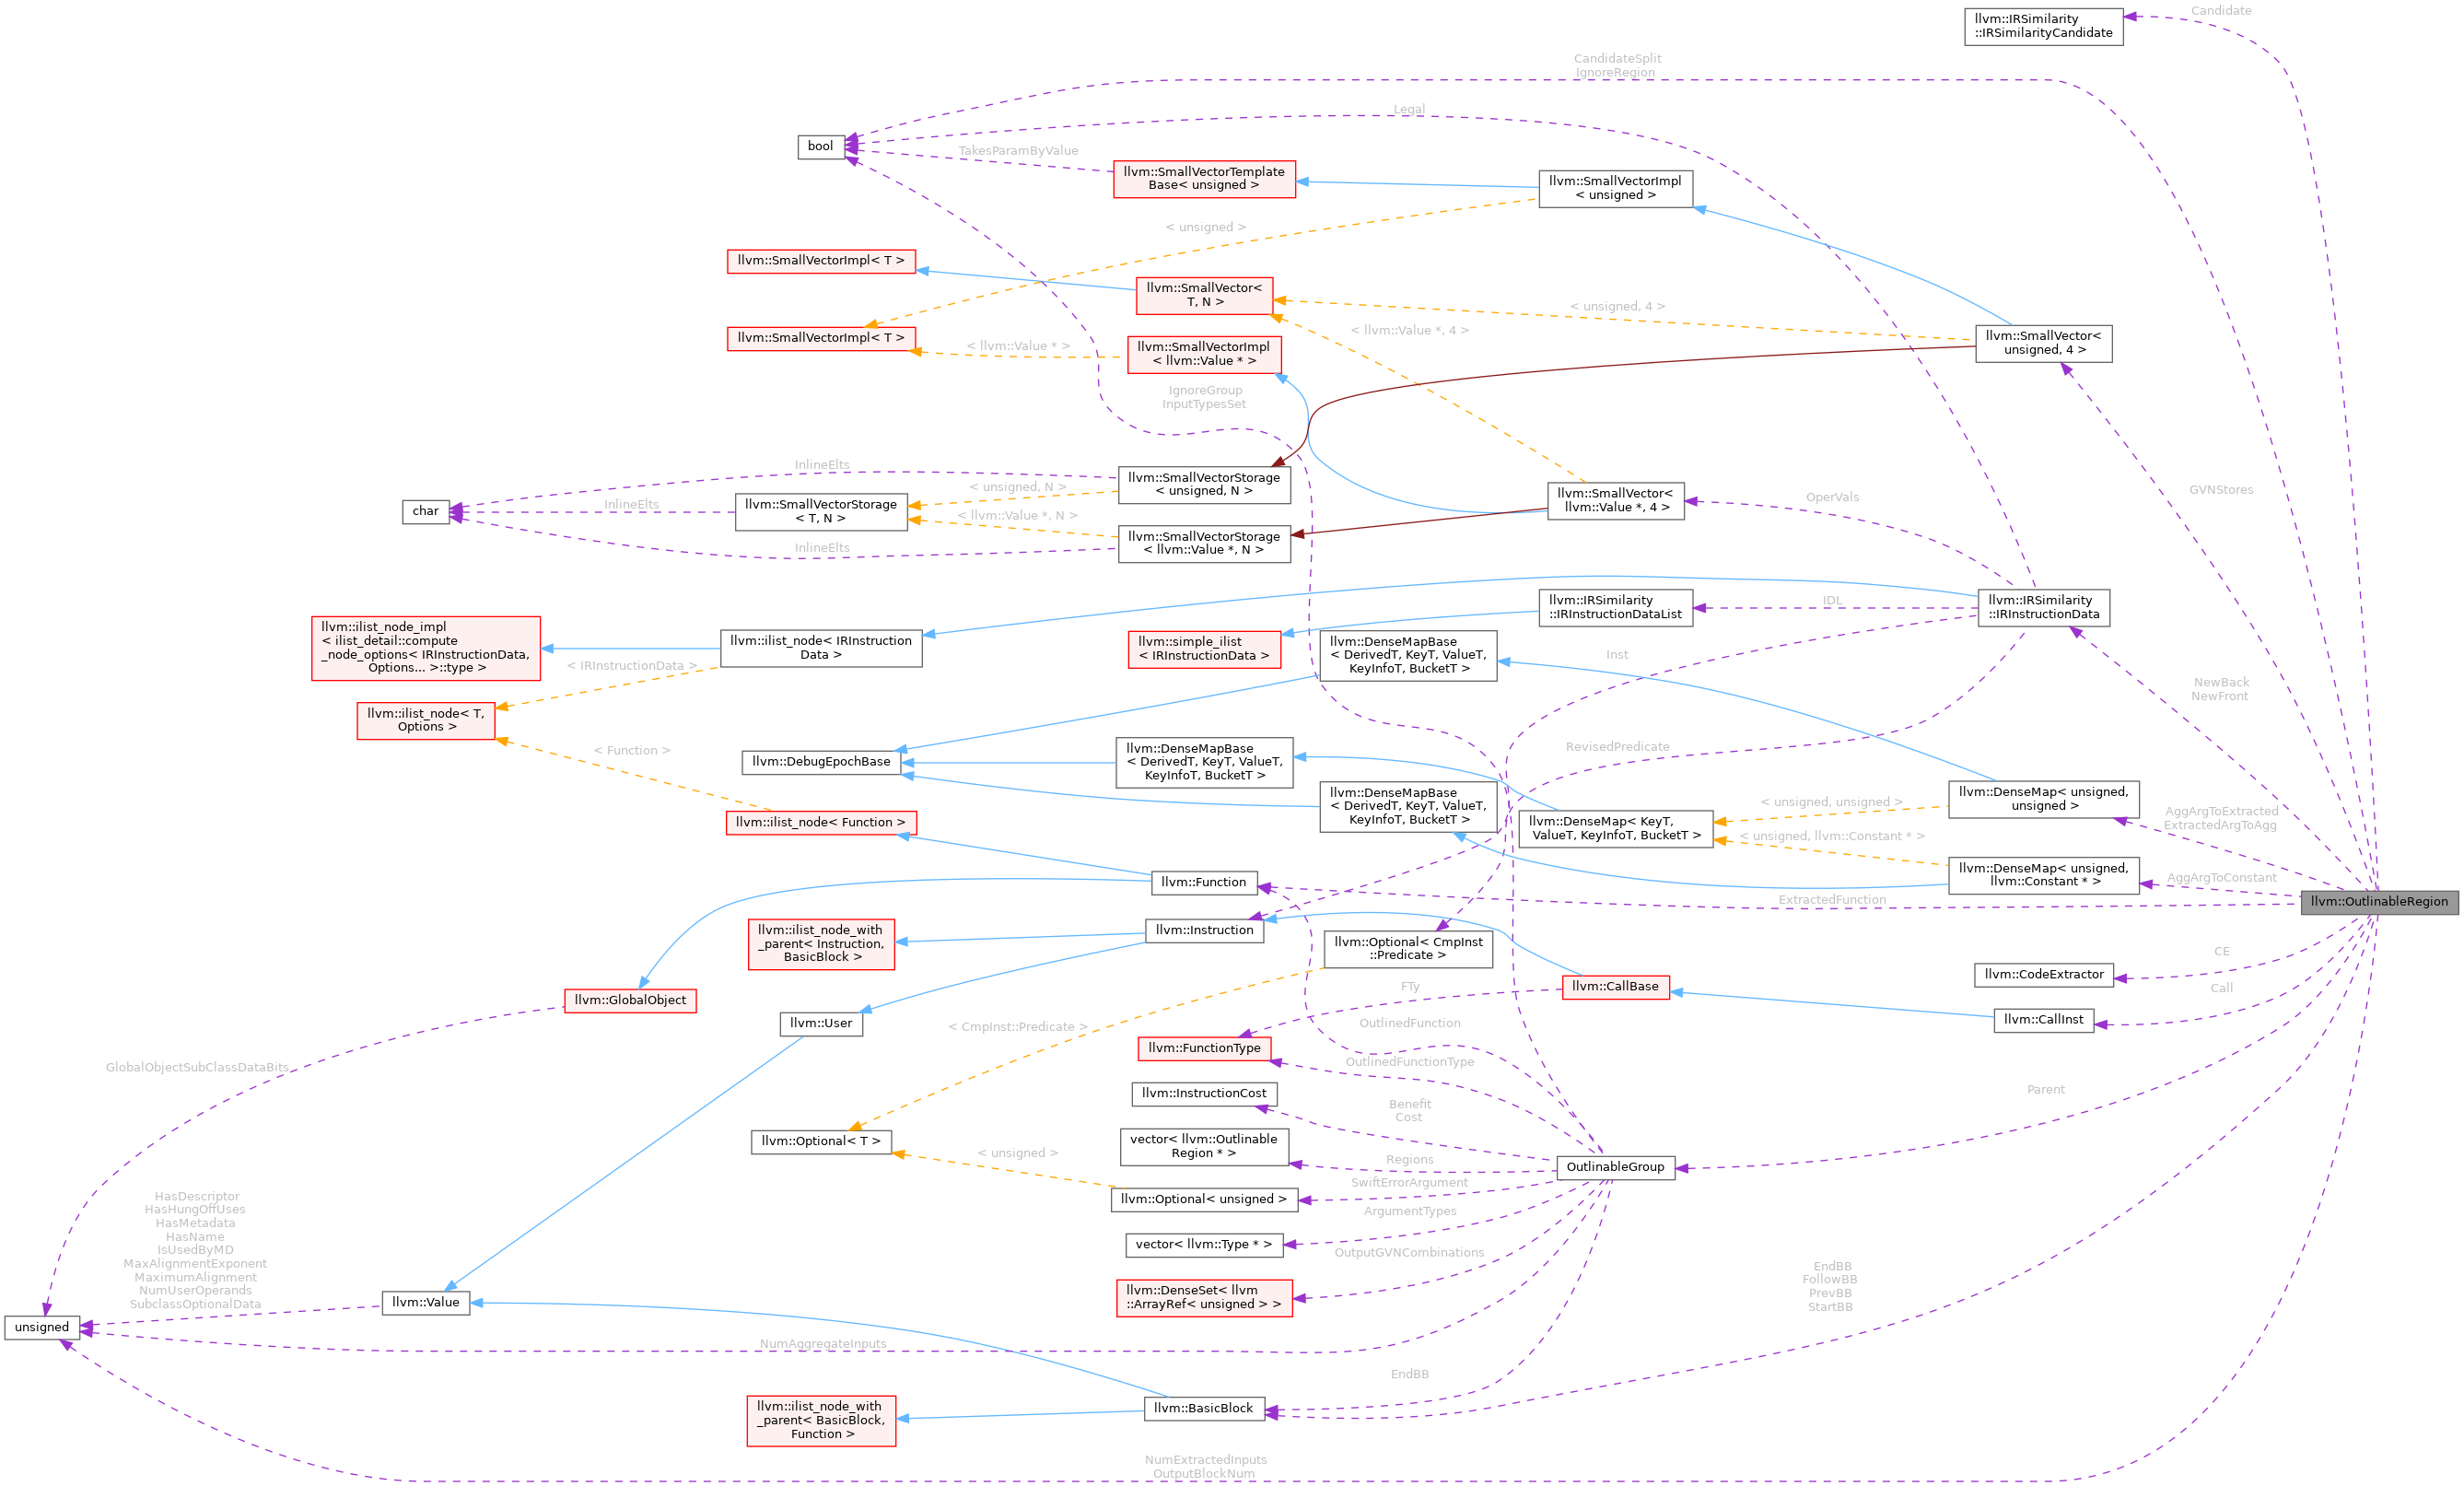 llvm::IRSimilarity
::IRSimilarityCandidate
Candidate
CandidateSplit
IgnoreRegion
Legal
bool
TakesParamByValue
llvm::SmallVectorTemplate
Base< unsigned >
llvm::SmallVectorImpl
< unsigned >
< unsigned >
llvm::SmallVectorImpl< T >
llvm::SmallVector<
T, N >
< unsigned, 4 >
< llvm::Value *, 4 >
llvm::SmallVectorImpl< T >
< llvm::Value * >
llvm::SmallVectorImpl
< llvm::Value * >
llvm::SmallVector<
unsigned, 4 >
IgnoreGroup
InputTypesSet
InlineElts
llvm::SmallVectorStorage
< unsigned, N >
< unsigned, N >
char
InlineElts
llvm::SmallVectorStorage
< T, N >
< llvm::Value *, N >
InlineElts
llvm::SmallVectorStorage
< llvm::Value *, N >
llvm::SmallVector<
llvm::Value *, 4 >
OperVals
GVNStores
llvm::ilist_node_impl
< ilist_detail::compute
_node_options< IRInstructionData,
Options... >::type >
llvm::ilist_node< IRInstruction
Data >
< IRInstructionData >
llvm::simple_ilist
< IRInstructionData >
llvm::IRSimilarity
::IRInstructionDataList
IDL
llvm::IRSimilarity
::IRInstructionData
llvm::DenseMapBase
< DerivedT, KeyT, ValueT,
KeyInfoT, BucketT >
Inst
NewBack
NewFront
llvm::ilist_node< T,
Options >
< Function >
RevisedPredicate
llvm::DebugEpochBase
llvm::DenseMapBase
< DerivedT, KeyT, ValueT,
KeyInfoT, BucketT >
llvm::DenseMapBase
< DerivedT, KeyT, ValueT,
KeyInfoT, BucketT >
llvm::DenseMap< KeyT,
ValueT, KeyInfoT, BucketT >
< unsigned, unsigned >
< unsigned, llvm::Constant * >
llvm::DenseMap< unsigned,
unsigned >
AggArgToExtracted
ExtractedArgToAgg
llvm::ilist_node< Function >
llvm::DenseMap< unsigned,
llvm::Constant * >
AggArgToConstant
llvm::Function
ExtractedFunction
llvm::OutlinableRegion
llvm::ilist_node_with
_parent< Instruction,
BasicBlock >
llvm::Instruction
llvm::Optional< CmpInst
::Predicate >
CE
llvm::CodeExtractor
llvm::CallBase
FTy
Call
llvm::CallInst
llvm::GlobalObject
llvm::User
< CmpInst::Predicate >
OutlinedFunction
llvm::FunctionType
OutlinedFunctionType
GlobalObjectSubClassDataBits
llvm::InstructionCost
Benefit
Cost
Parent
llvm::Optional< T >
vector< llvm::Outlinable
Region * >
Regions
OutlinableGroup
< unsigned >
llvm::Optional< unsigned >
SwiftErrorArgument
ArgumentTypes
vector< llvm::Type * >
OutputGVNCombinations
llvm::DenseSet< llvm
::ArrayRef< unsigned > >
HasDescriptor
HasHungOffUses
HasMetadata
HasName
IsUsedByMD
MaxAlignmentExponent
MaximumAlignment
NumUserOperands
SubclassOptionalData
llvm::Value
unsigned
EndBB
FollowBB
PrevBB
StartBB
NumAggregateInputs
EndBB
llvm::ilist_node_with
_parent< BasicBlock,
Function >
llvm::BasicBlock
NumExtractedInputs
OutputBlockNum